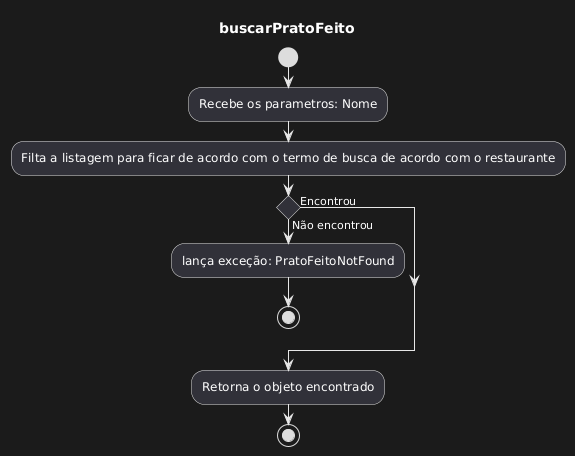 buscarPratoFeito
Recebe os parametros: Nome
Filta a listagem para ficar de acordo com o termo de busca de acordo com o restaurante
Encontrou
Não encontrou
lança exceção: PratoFeitoNotFound
Retorna o objeto encontrado